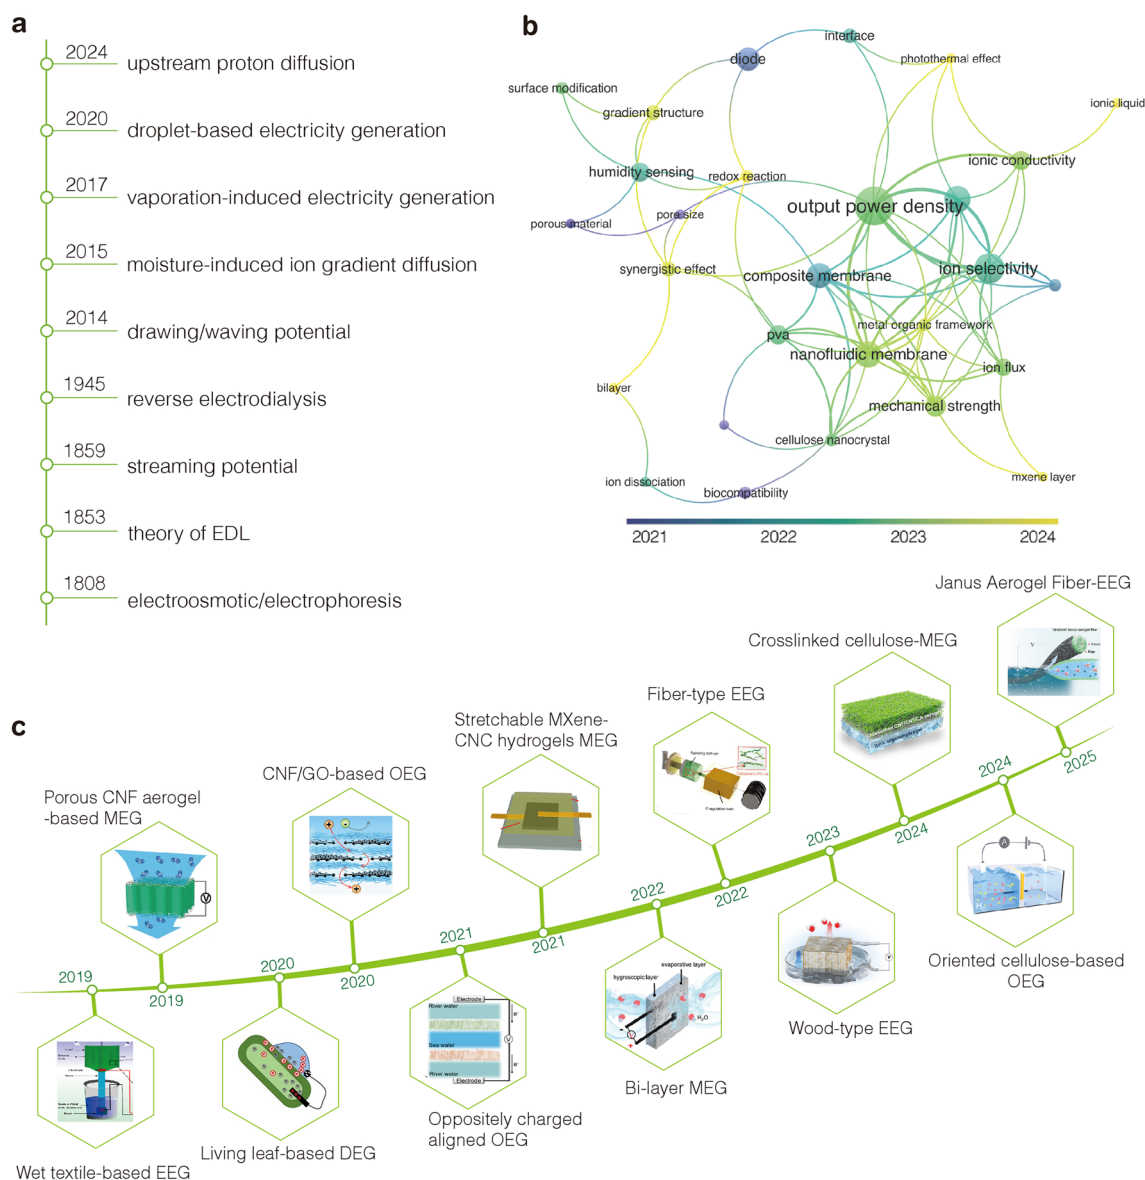 a
2024
upstream proton diffusion
2020
droplet-based electricity generation
2017
vaporation-induced electricity generation
2015
moisture-induced ion gradient diffusion
2014
drawing/waving potential
1945
reverse electrodialysis
1859
streaming potential
1853
theory of EDL
1808
electroosmotic/electrophoresis
b
interface
diode
photothermal effect
surface modification
gradient structure
ionic liquid
ionic conductivity
humidity sensing
redox reaction
output power density
pore size
porous material
synergistic effect
composite membrane
ion selectivity
metal organic framework
pva
nanofluidic membrane
ion flux
bilayer
mechanical strength
cellulose nanocrystal
ion dissociation
biocompatibility
mxene layer
2021
2022
2023
2024
c
Janus Aerogel Fiber-EEG
V
Crosslinked cellulose-MEG
Fiber-type EEG
Stretchable MXene-
CNC hydrogels MEG
CNF/GO-based OEG
Porous CNF aerogel
-based MEG
V
2019
2019
2020
2020
2021
2021
2022
2022
2023
2024
2024
2025
Wet textile-based EEG
Living leaf-based DEG
Electrode
River water
e⁻
Sea water
V
River water
e⁻
Electrode
Oppositely charged
aligned OEG
evaporative layer
hygroscopic layer
H₂O
V
Bi-layer MEG
V
Wood-type EEG
A
Oriented cellulose-based
OEG